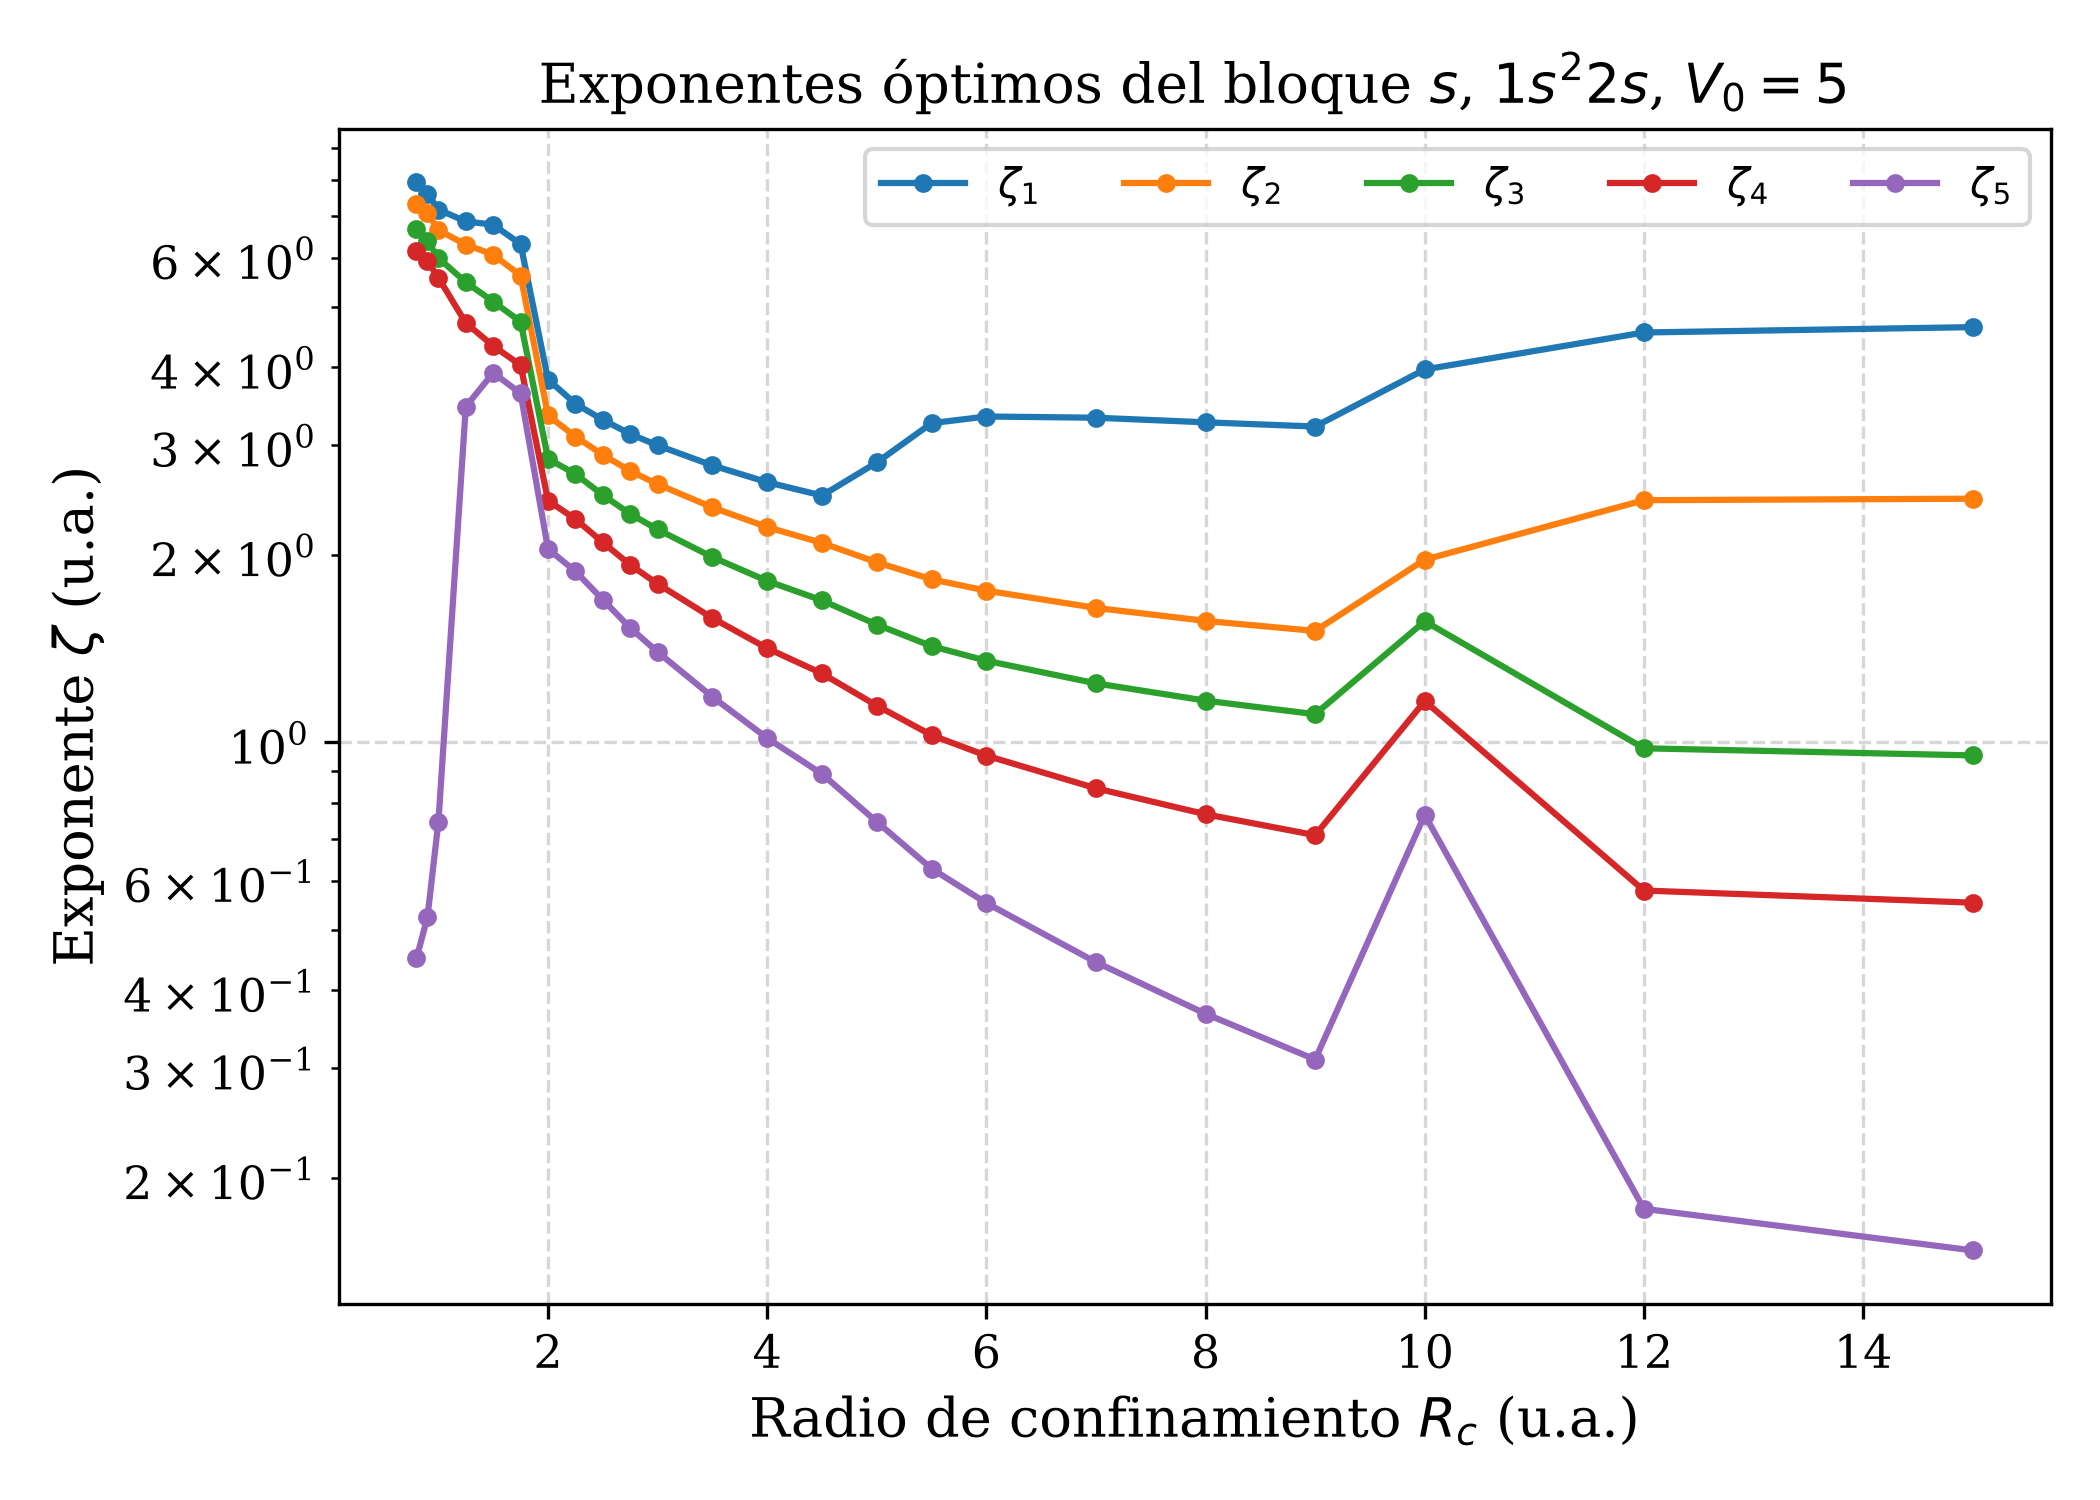 Exponentes óptimos del bloque s, 1s²2s, V₀ = 5
ζ₁ ζ₂ ζ₃ ζ₄ ζ₅
6 × 10⁰
4 × 10⁰
3 × 10⁰
2 × 10⁰
10⁰
6 × 10⁻¹
4 × 10⁻¹
3 × 10⁻¹
2 × 10⁻¹
Exponente ζ (u.a.)
2 4 6 8 10 12 14
Radio de confinamiento R_c (u.a.)